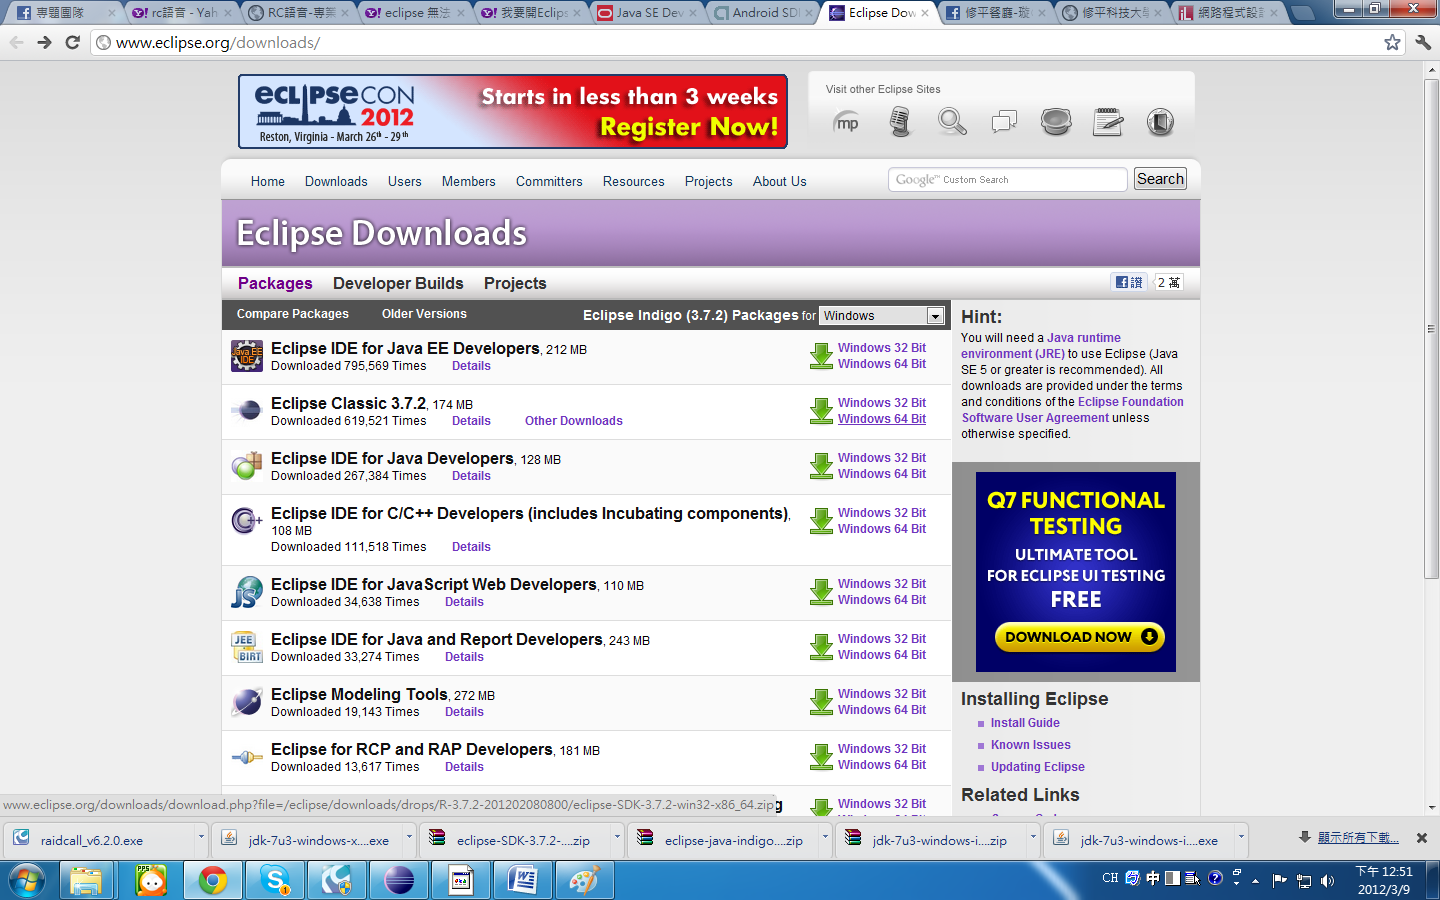 專題團隊
rc語音 - Yah
RC語音-專業
eclipse 無法
我要開Eclips
Java SE Dev
Android SDK
Eclipse Dow
修平餐廳-璇
修平科技大學
網路程式設計
www.eclipse.org/downloads/
eclipsecon
2012
Reston, Virginia - March 26th - 29th
Starts in less than 3 weeks
Register Now!
Visit other Eclipse Sites
mp
Home Downloads Users Members Committers Resources Projects About Us
Google™ Custom Search
Search
Eclipse Downloads
Packages Developer Builds Projects
讚
2 萬
Compare Packages Older Versions Eclipse Indigo (3.7.2) Packages for Windows
Java EE IDE
Eclipse IDE for Java EE Developers, 212 MB
Downloaded 795,569 Times Details
Windows 32 Bit
Windows 64 Bit
Eclipse Classic 3.7.2, 174 MB
Downloaded 619,521 Times Details Other Downloads
Windows 32 Bit
Windows 64 Bit
Eclipse IDE for Java Developers, 128 MB
Downloaded 267,384 Times Details
Windows 32 Bit
Windows 64 Bit
Eclipse IDE for C/C++ Developers (includes Incubating components),
108 MB
Downloaded 111,518 Times Details
Windows 32 Bit
Windows 64 Bit
JS
Eclipse IDE for JavaScript Web Developers, 110 MB
Downloaded 34,638 Times Details
Windows 32 Bit
Windows 64 Bit
JEE
BIRT
Eclipse IDE for Java and Report Developers, 243 MB
Downloaded 33,274 Times Details
Windows 32 Bit
Windows 64 Bit
Eclipse Modeling Tools, 272 MB
Downloaded 19,143 Times Details
Windows 32 Bit
Windows 64 Bit
Eclipse for RCP and RAP Developers, 181 MB
Downloaded 13,617 Times Details
Windows 32 Bit
Windows 64 Bit
g
Windows 32 Bit
Hint:
You will need a Java runtime
environment (JRE) to use Eclipse (Java
SE 5 or greater is recommended). All
downloads are provided under the terms
and conditions of the Eclipse Foundation
Software User Agreement unless
otherwise specified.
Q7 FUNCTIONAL
TESTING
ULTIMATE TOOL
FOR ECLIPSE UI TESTING
FREE
DOWNLOAD NOW
Installing Eclipse
Install Guide
Known Issues
Updating Eclipse
Related Links
www.eclipse.org/downloads/download.php?file=/eclipse/downloads/drops/R-3.7.2-201202080800/eclipse-SDK-3.7.2-win32-x86_64.zip
raidcall_v6.2.0.exe
jdk-7u3-windows-x....exe
eclipse-SDK-3.7.2-....zip
eclipse-java-indigo....zip
jdk-7u3-windows-i....zip
jdk-7u3-windows-i....exe
顯示所有下載...
PPS
CH 中
下午 12:51
2012/3/9